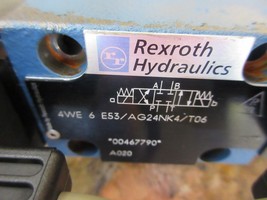 Rexroth
Hydraulics
A B
a b
P T
4WE 6 E53/AG24NK4/T06
*00467790*
A020